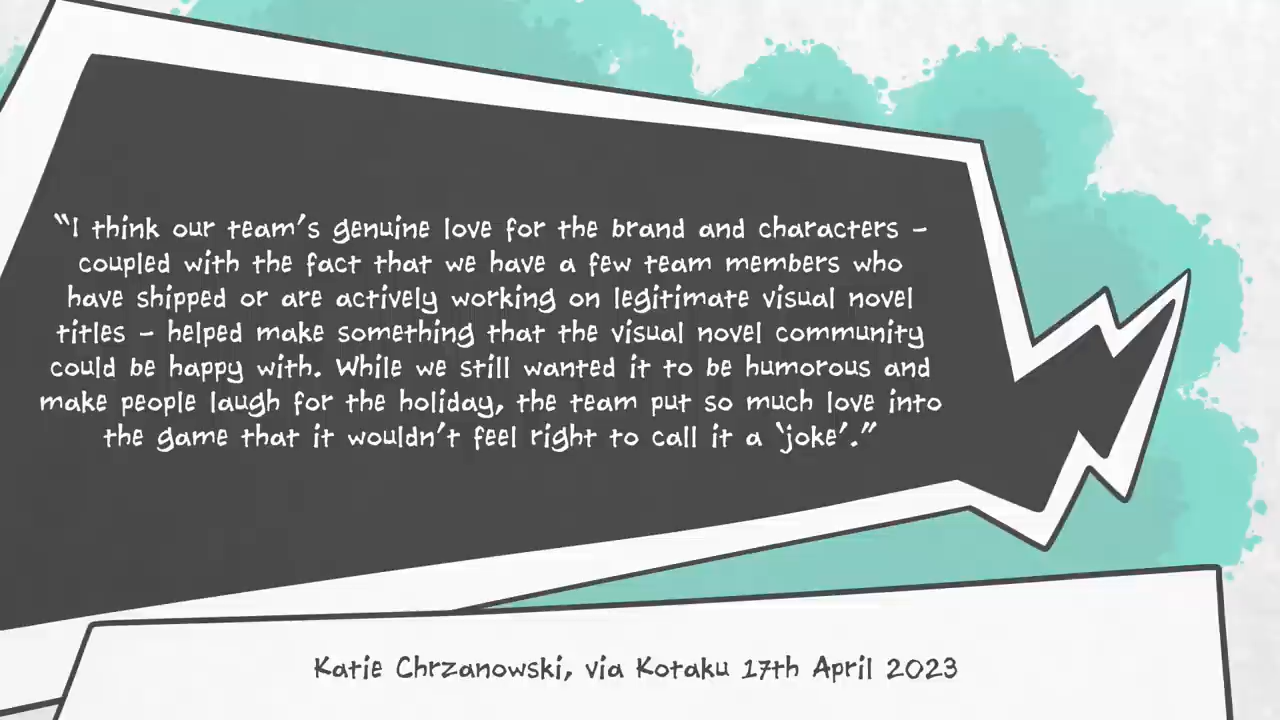 “I think our team’s genuine love for the brand and characters –
coupled with the fact that we have a few team members who
have shipped or are actively working on legitimate visual novel
titles – helped make something that the visual novel community
could be happy with. While we still wanted it to be humorous and
make people laugh for the holiday, the team put so much love into
the game that it wouldn’t feel right to call it a ‘joke’.”
Katie Chrzanowski, via Kotaku 17th April 2023